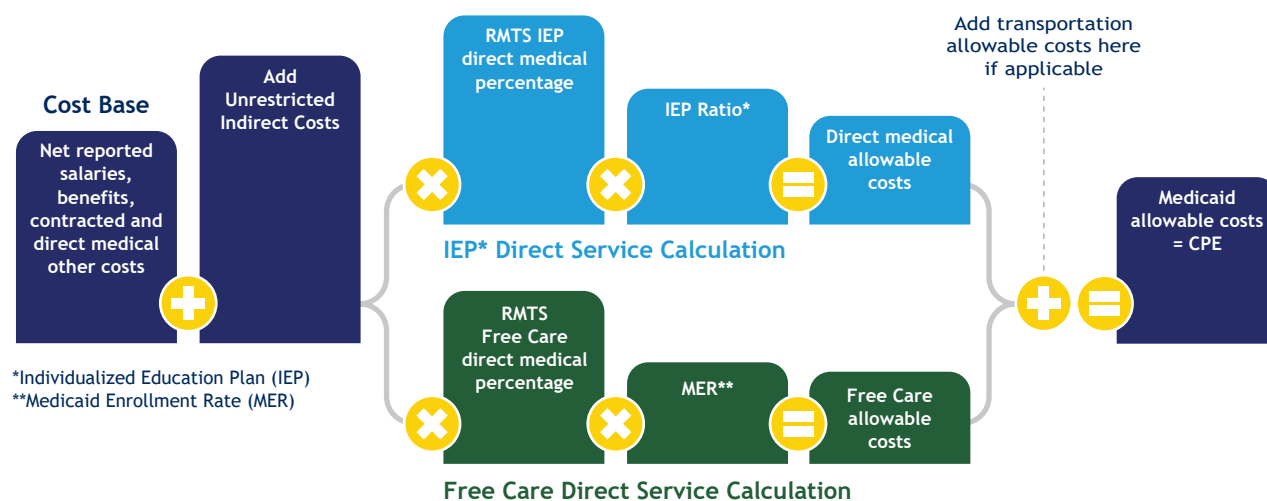 Cost Base
Net reported
salaries,
benefits,
contracted and
direct medical
other costs
Add
Unrestricted
Indirect Costs
RMTS IEP
direct medical
percentage
IEP Ratio*
Direct medical
allowable
costs
IEP* Direct Service Calculation
RMTS
Free Care
direct medical
percentage
MER**
Free Care
allowable
costs
Free Care Direct Service Calculation
Add transportation
allowable costs here
if applicable
Medicaid
allowable costs
= CPE
*Individualized Education Plan (IEP)
**Medicaid Enrollment Rate (MER)